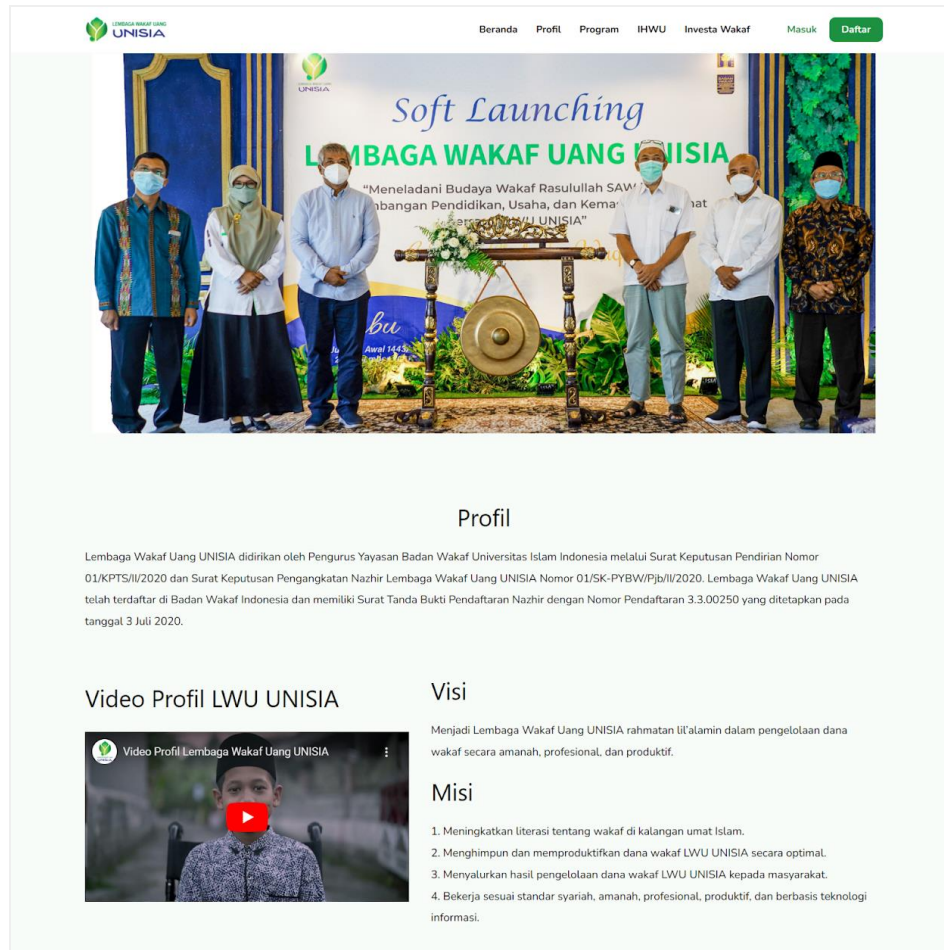 LEMBAGA WAKAF UANG
UNISIA
Beranda Profil Program IHWU Investa Wakaf Masuk Daftar
UNISIA
Soft Launching
LEMBAGA WAKAF UANG UNISIA
"Meneladani Budaya Wakaf Rasulullah SAW
Pendidikan, Usaha, dan
UNISIA"
Awal 1443
Profil
Lembaga Wakaf Uang UNISIA didirikan oleh Pengurus Yayasan Badan Wakaf Universitas Islam Indonesia melalui Surat Keputusan Pendirian Nomor
01/KPTS/II/2020 dan Surat Keputusan Pengangkatan Nazhir Lembaga Wakaf Uang UNISIA Nomor 01/SK-PYBW/Pjb/II/2020. Lembaga Wakaf Uang UNISIA
telah terdaftar di Badan Wakaf Indonesia dan memiliki Surat Tanda Bukti Pendaftaran Nazhir dengan Nomor Pendaftaran 3.3.00250 yang ditetapkan pada
tanggal 3 Juli 2020.
Video Profil LWU UNISIA
Video Profil Lembaga Wakaf Uang UNISIA
Visi
Menjadi Lembaga Wakaf Uang UNISIA rahmatan lil'alamin dalam pengelolaan dana
wakaf secara amanah, profesional, dan produktif.
Misi
1. Meningkatkan literasi tentang wakaf di kalangan umat Islam.
2. Menghimpun dan memproduktifkan dana wakaf LWU UNISIA secara optimal.
3. Menyalurkan hasil pengelolaan dana wakaf LWU UNISIA kepada masyarakat.
4. Bekerja sesuai standar syariah, amanah, profesional, produktif, dan berbasis teknologi
informasi.